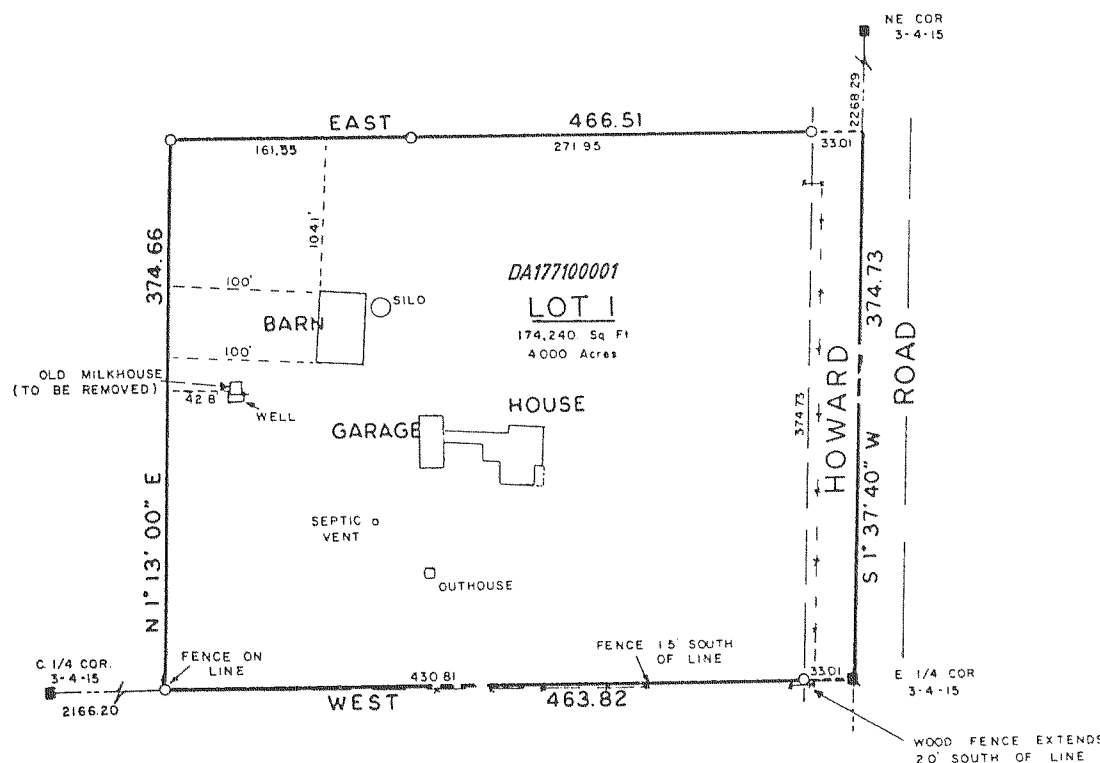 NE COR
3-4-15
2268.29
EAST
466.51
161.55
271.95
33.01
374.66
104.1'
100'
DA177100001
LOT 1
174,240 Sq Ft
4.000 Acres
SILO
BARN
100'
OLD MILKHOUSE
(TO BE REMOVED)
42.8'
WELL
HOUSE
GARAGE
374.73
HOWARD
ROAD
374.73
S 1° 37' 40" W
N 1° 13' 00" E
SEPTIC
VENT
OUTHOUSE
FENCE 1.5' SOUTH
OF LINE
C 1/4 COR.
3-4-15
FENCE ON
LINE
430.81
33.01
E 1/4 COR
3-4-15
2166.20
WEST
463.82
WOOD FENCE EXTENDS
2.0' SOUTH OF LINE